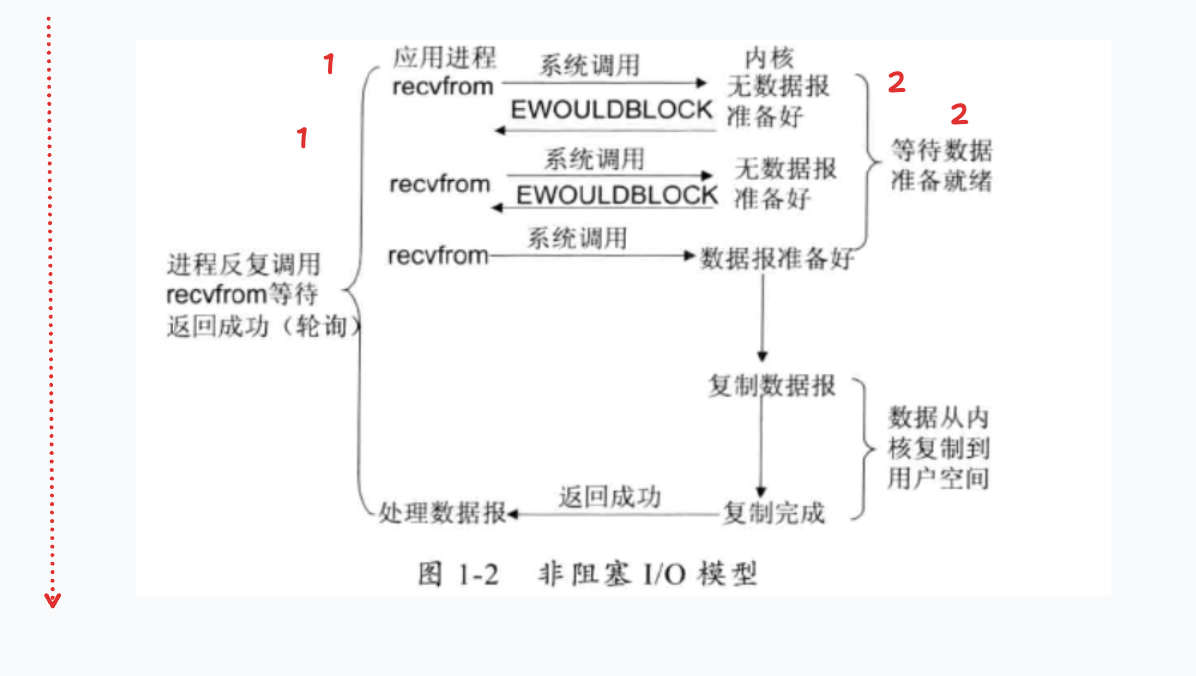 1
应用进程
系统调用
内核
recvfrom
无数据报
2
EWOULDBLOCK
准备好
2
1
系统调用
等待数据
无数据报
recvfrom
准备就绪
EWOULDBLOCK
准备好
系统调用
recvfrom
数据报准备好
进程反复调用
recvfrom等待
返回成功（轮询）
复制数据报
数据从内
核复制到
用户空间
返回成功
处理数据报
复制完成
图 1-2 非阻塞 I/O 模型